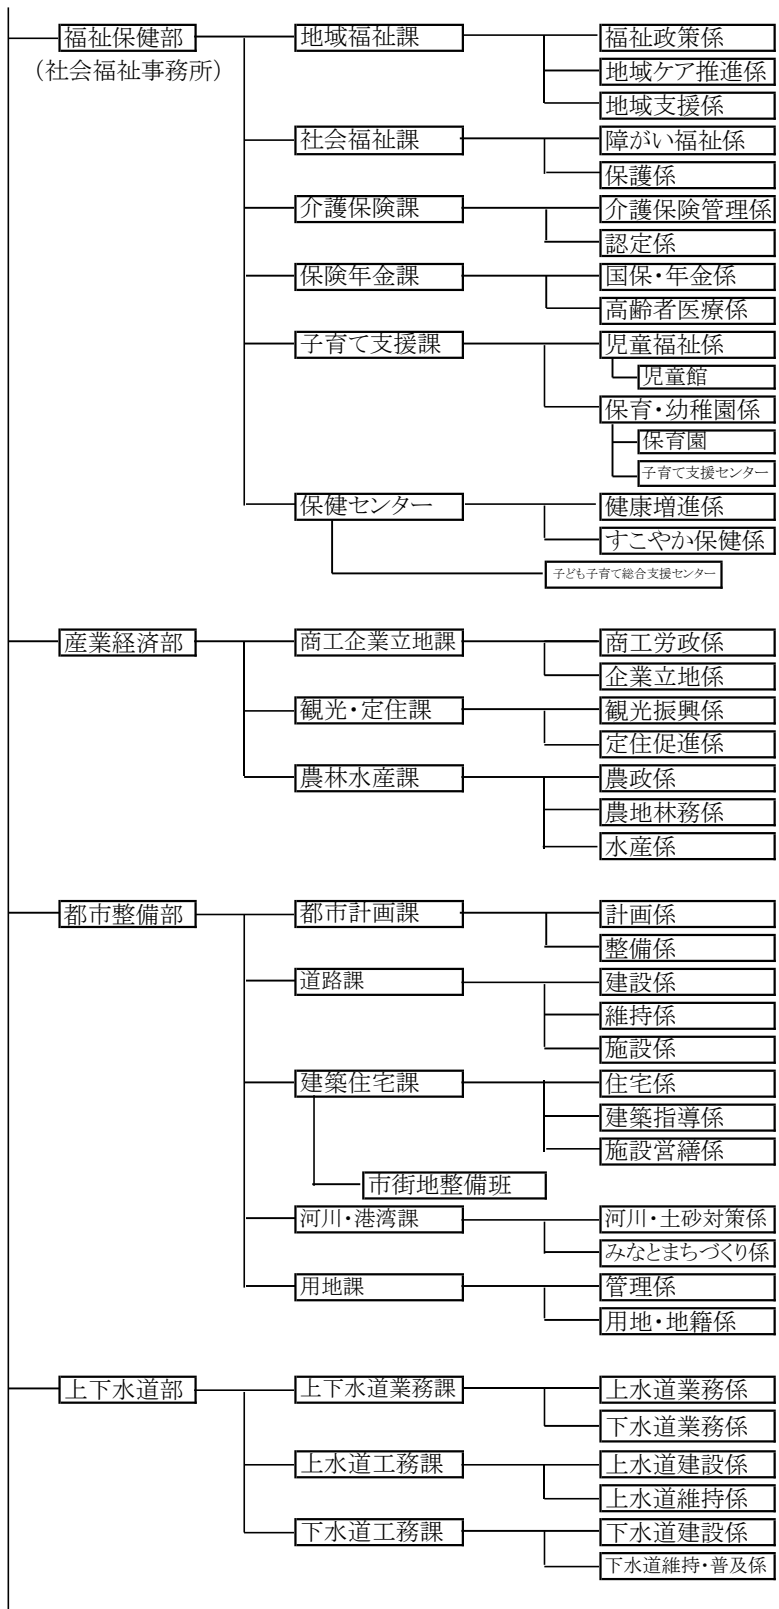 福祉保健部 地域福祉課 福祉政策係
（社会福祉事務所） 地域ケア推進係
地域支援係
社会福祉課 障がい福祉係
保護係
介護保険課 介護保険管理係
認定係
保険年金課 国保・年金係
高齢者医療係
子育て支援課 児童福祉係
児童館
保育・幼稚園係
保育園
子育て支援センター
保健センター 健康増進係
すこやか保健係
子ども子育て総合支援センター
産業経済部 商工企業立地課 商工労政係
企業立地係
観光・定住課 観光振興係
定住促進係
農林水産課 農政係
農地林務係
水産係
都市整備部 都市計画課 計画係
整備係
道路課 建設係
維持係
施設係
建築住宅課 住宅係
建築指導係
施設営繕係
市街地整備班
河川・港湾課 河川・土砂対策係
みなとまちづくり係
用地課 管理係
用地・地籍係
上下水道部 上下水道業務課 上水道業務係
下水道業務係
上水道工務課 上水道建設係
上水道維持係
下水道工務課 下水道建設係
下水道維持・普及係